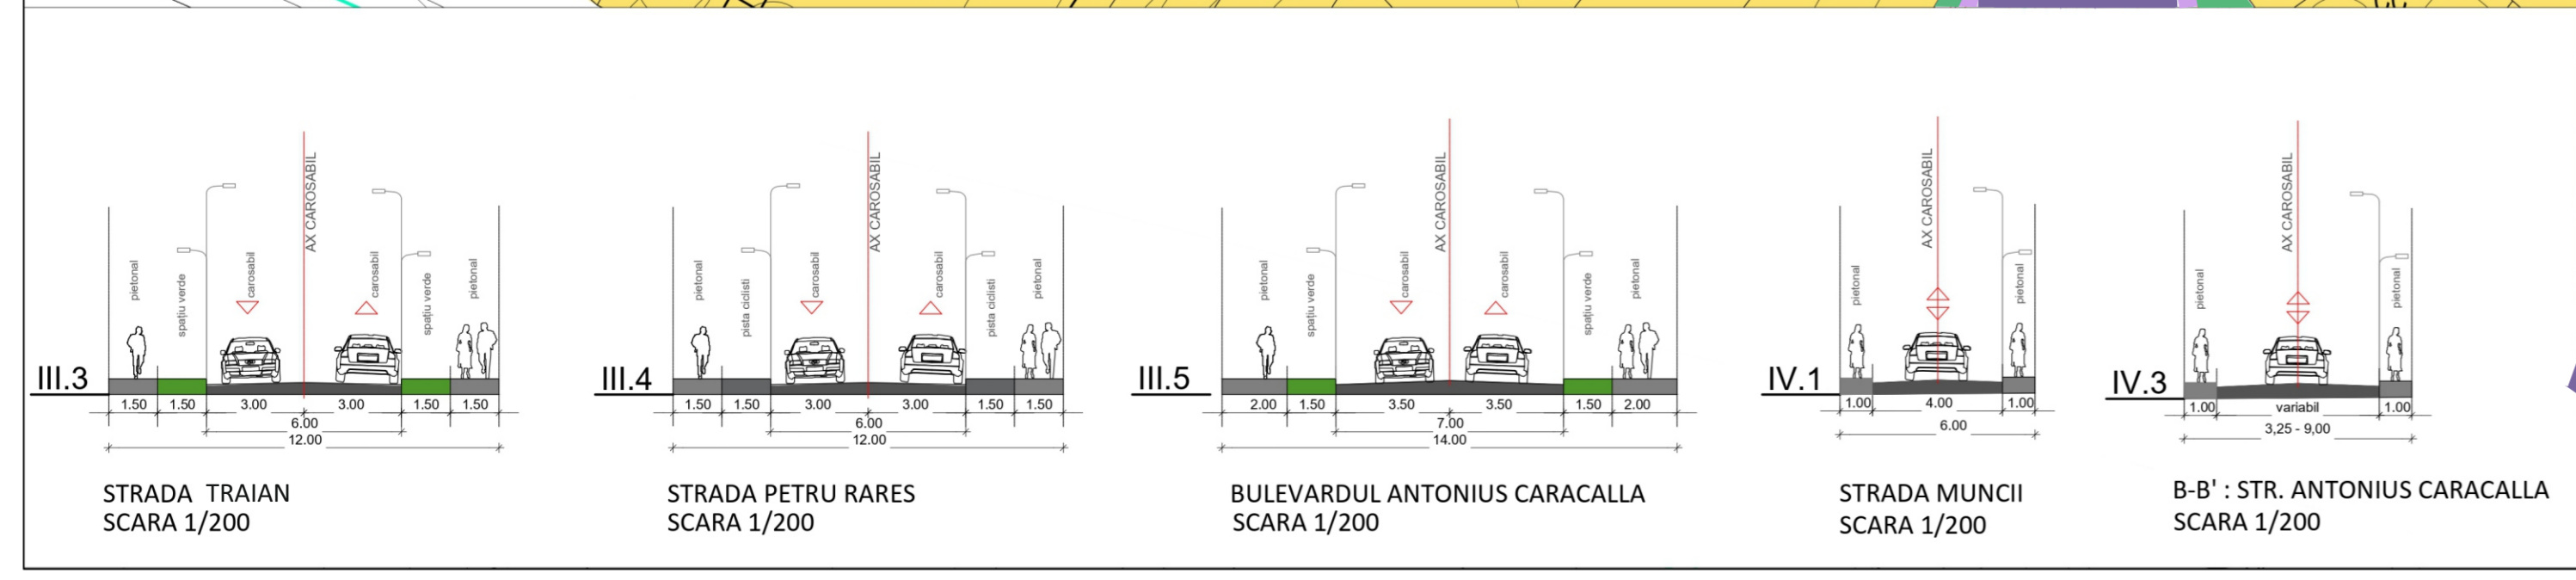 III.3
AX CAROSABIL
pietonal
spațiu verde
carosabil
carosabil
spațiu verde
pietonal
1.50 1.50 3.00 3.00 1.50 1.50
6.00
12.00
STRADA TRAIAN
SCARA 1/200
III.4
AX CAROSABIL
pietonal
pista ciclisti
carosabil
carosabil
pista ciclisti
pietonal
1.50 1.50 3.00 3.00 1.50 1.50
6.00
12.00
STRADA PETRU RARES
SCARA 1/200
III.5
AX CAROSABIL
pietonal
spațiu verde
carosabil
carosabil
spațiu verde
pietonal
2.00 1.50 3.50 3.50 1.50 2.00
7.00
14.00
BULEVARDUL ANTONIUS CARACALLA
SCARA 1/200
IV.1
AX CAROSABIL
pietonal
pietonal
1.00 4.00 1.00
6.00
STRADA MUNCII
SCARA 1/200
IV.3
AX CAROSABIL
pietonal
pietonal
1.00 variabil 1.00
3,25 - 9,00
B-B' : STR. ANTONIUS CARACALLA
SCARA 1/200